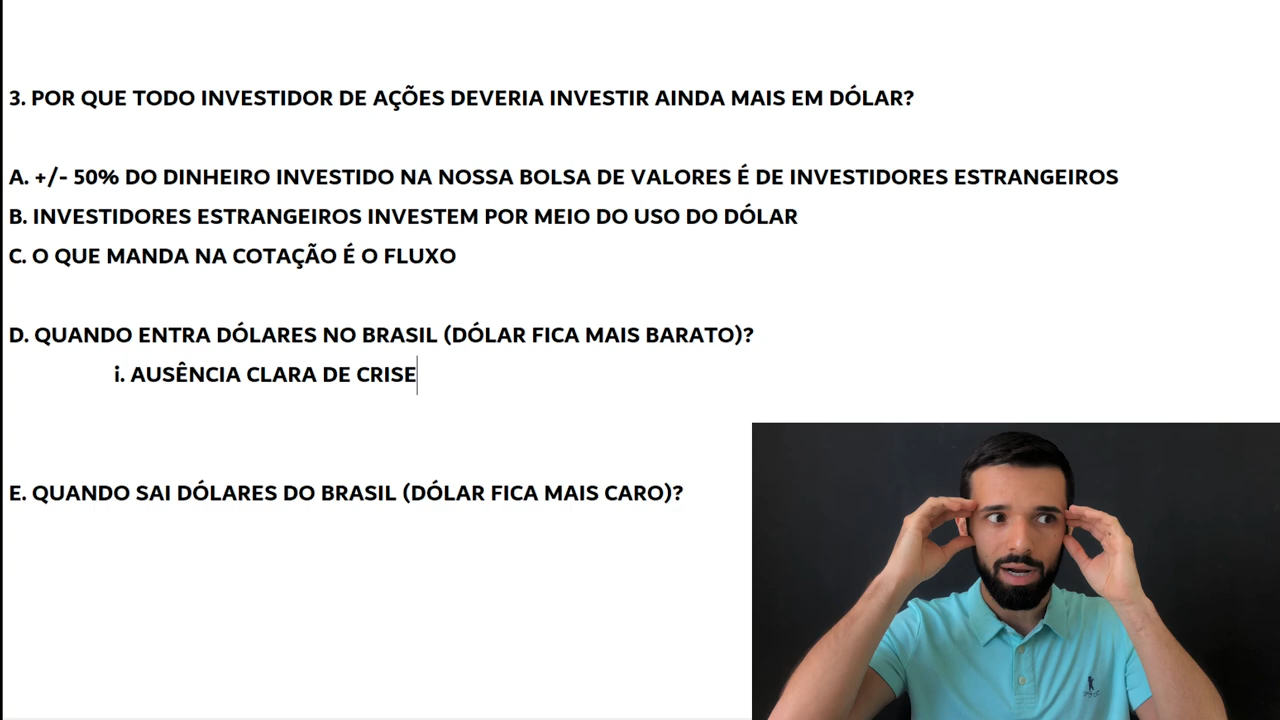 3. POR QUE TODO INVESTIDOR DE AÇÕES DEVERIA INVESTIR AINDA MAIS EM DÓLAR?
A. +/- 50% DO DINHEIRO INVESTIDO NA NOSSA BOLSA DE VALORES É DE INVESTIDORES ESTRANGEIROS
B. INVESTIDORES ESTRANGEIROS INVESTEM POR MEIO DO USO DO DÓLAR
C. O QUE MANDA NA COTAÇÃO É O FLUXO
D. QUANDO ENTRA DÓLARES NO BRASIL (DÓLAR FICA MAIS BARATO)?
i. AUSÊNCIA CLARA DE CRISE
E. QUANDO SAI DÓLARES DO BRASIL (DÓLAR FICA MAIS CARO)?